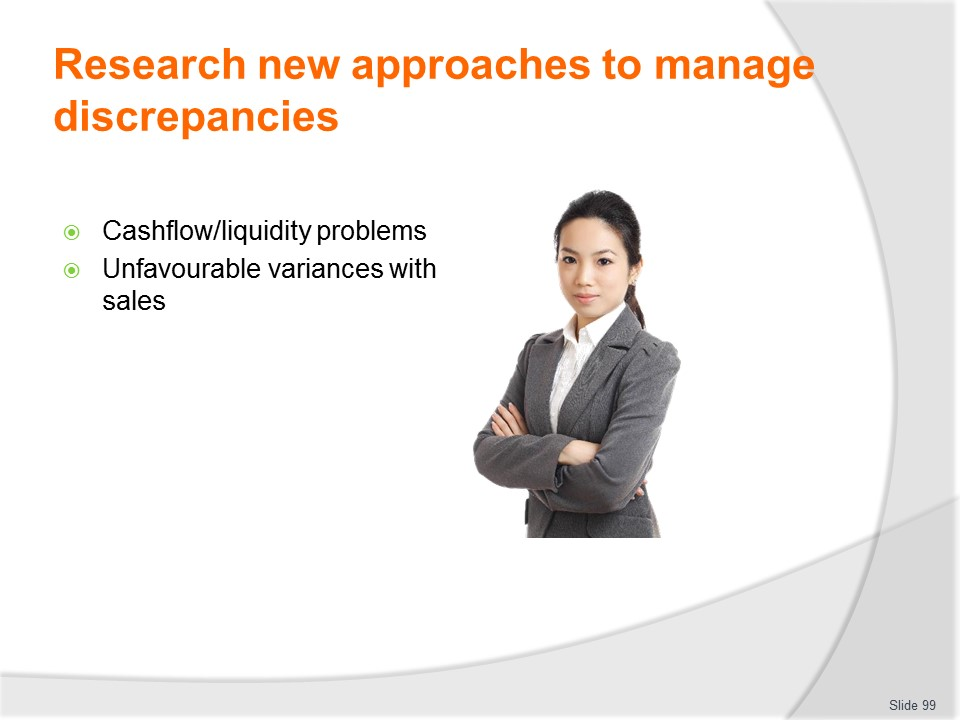 Research new approaches to manage
discrepancies
Cashflow/liquidity problems
Unfavourable variances with
sales
Slide 99